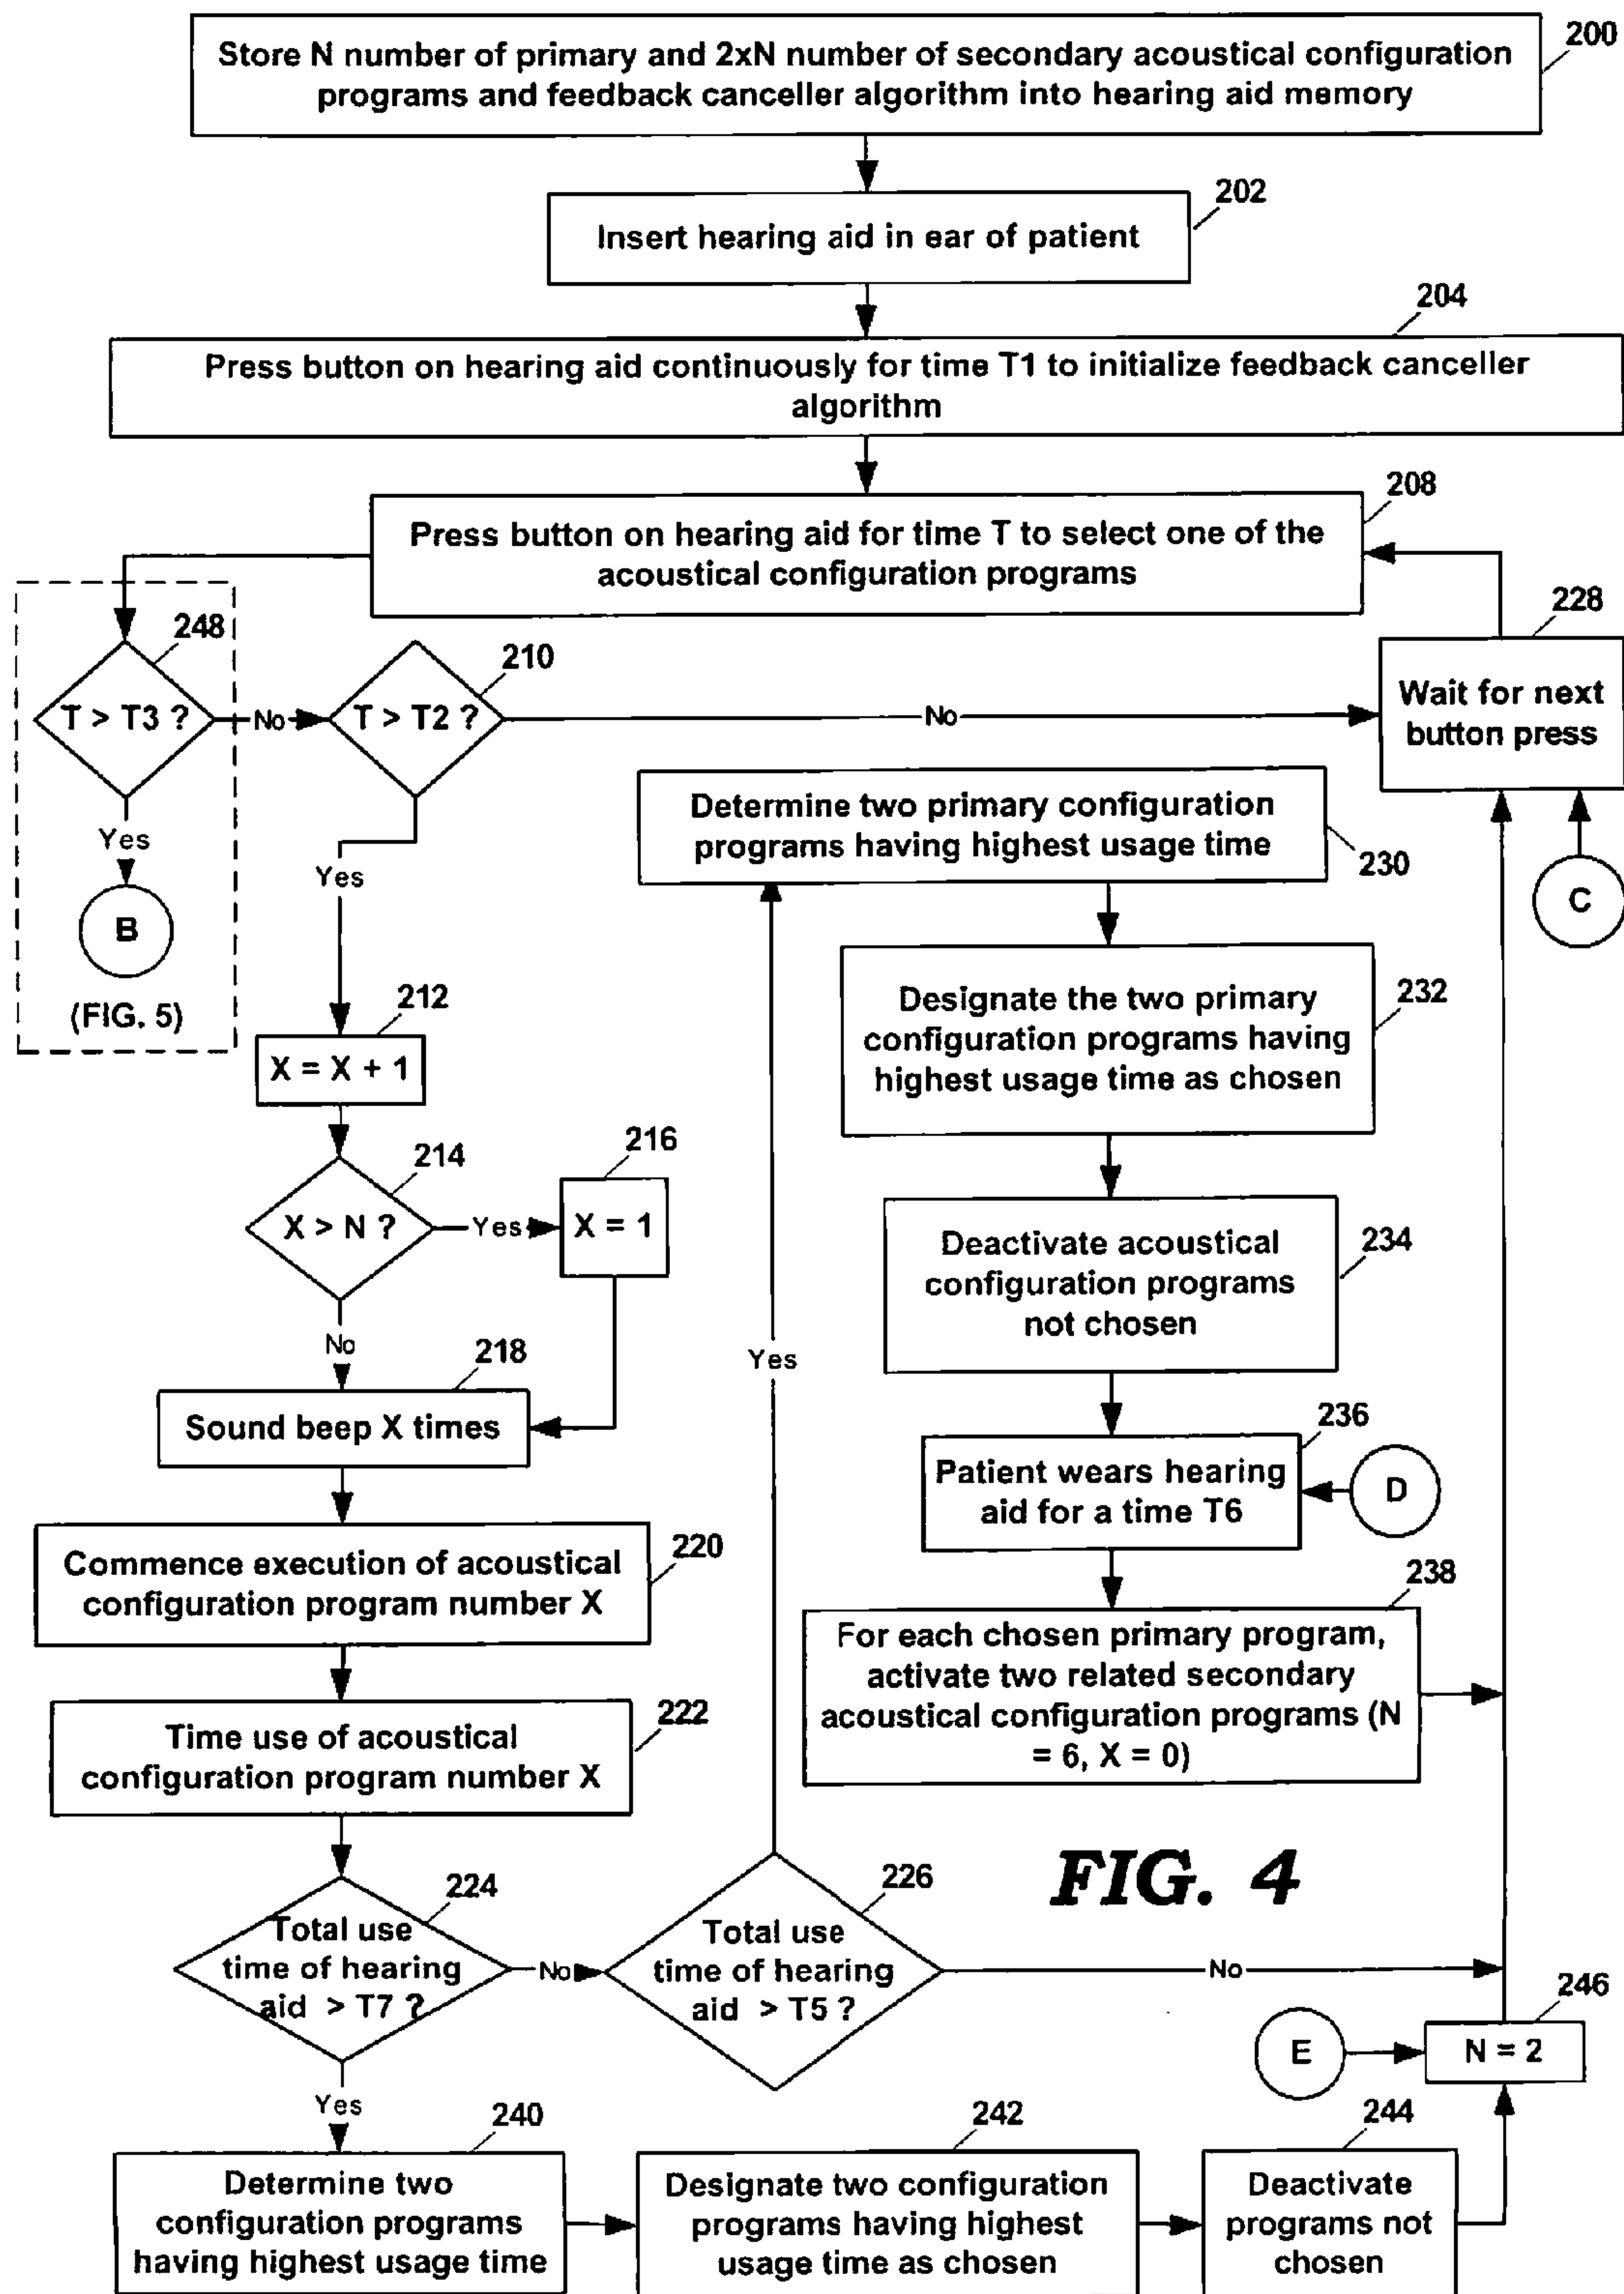 Store N number of primary and 2xN number of secondary acoustical configuration
programs and feedback canceller algorithm into hearing aid memory
200
Insert hearing aid in ear of patient
202
Press button on hearing aid continuously for time T1 to initialize feedback canceller
algorithm
204
Press button on hearing aid for time T to select one of the
acoustical configuration programs
208
248
T > T3 ?
No
Yes
B
(FIG. 5)
210
T > T2 ?
No
Yes
228
Wait for next
button press
C
Determine two primary configuration
programs having highest usage time
230
Designate the two primary
configuration programs having
highest usage time as chosen
232
212
X = X + 1
214
X > N ?
Yes
No
216
X = 1
Deactivate acoustical
configuration programs
not chosen
234
218
Sound beep X times
Yes
236
Patient wears hearing
aid for a time T6
D
Commence execution of acoustical
configuration program number X
220
238
For each chosen primary program,
activate two related secondary
acoustical configuration programs (N
= 6, X = 0)
Time use of acoustical
configuration program number X
222
224
Total use
time of hearing
aid > T7 ?
No
Yes
226
Total use
time of hearing
aid > T5 ?
No
FIG. 4
246
E
N = 2
240
Determine two
configuration programs
having highest usage time
242
Designate two configuration
programs having highest
usage time as chosen
244
Deactivate
programs not
chosen